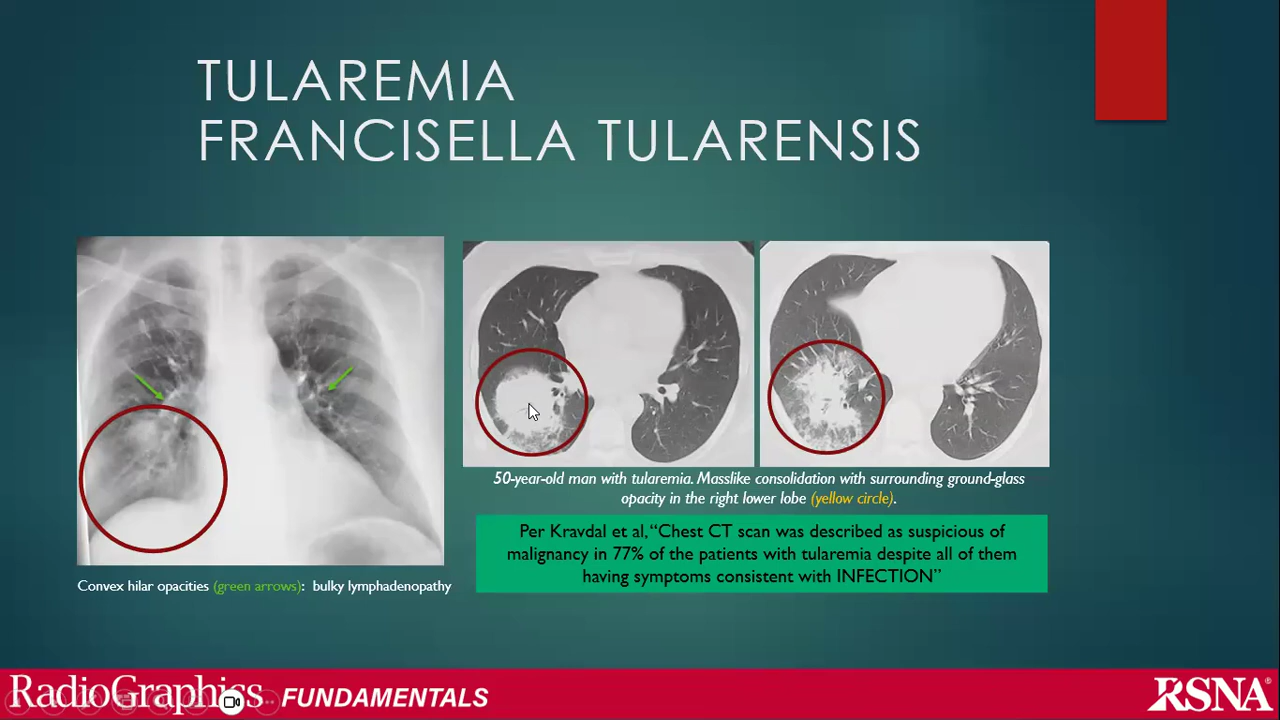 TULAREMIA
FRANCISELLA TULARENSIS
50-year-old man with tularemia. Masslike consolidation with surrounding ground-glass
opacity in the right lower lobe (yellow circle).
Per Kravdal et al, “Chest CT scan was described as suspicious of
malignancy in 77% of the patients with tularemia despite all of them
having symptoms consistent with INFECTION”
Convex hilar opacities (green arrows): bulky lymphadenopathy
RadioGraphics FUNDAMENTALS
RSNA®